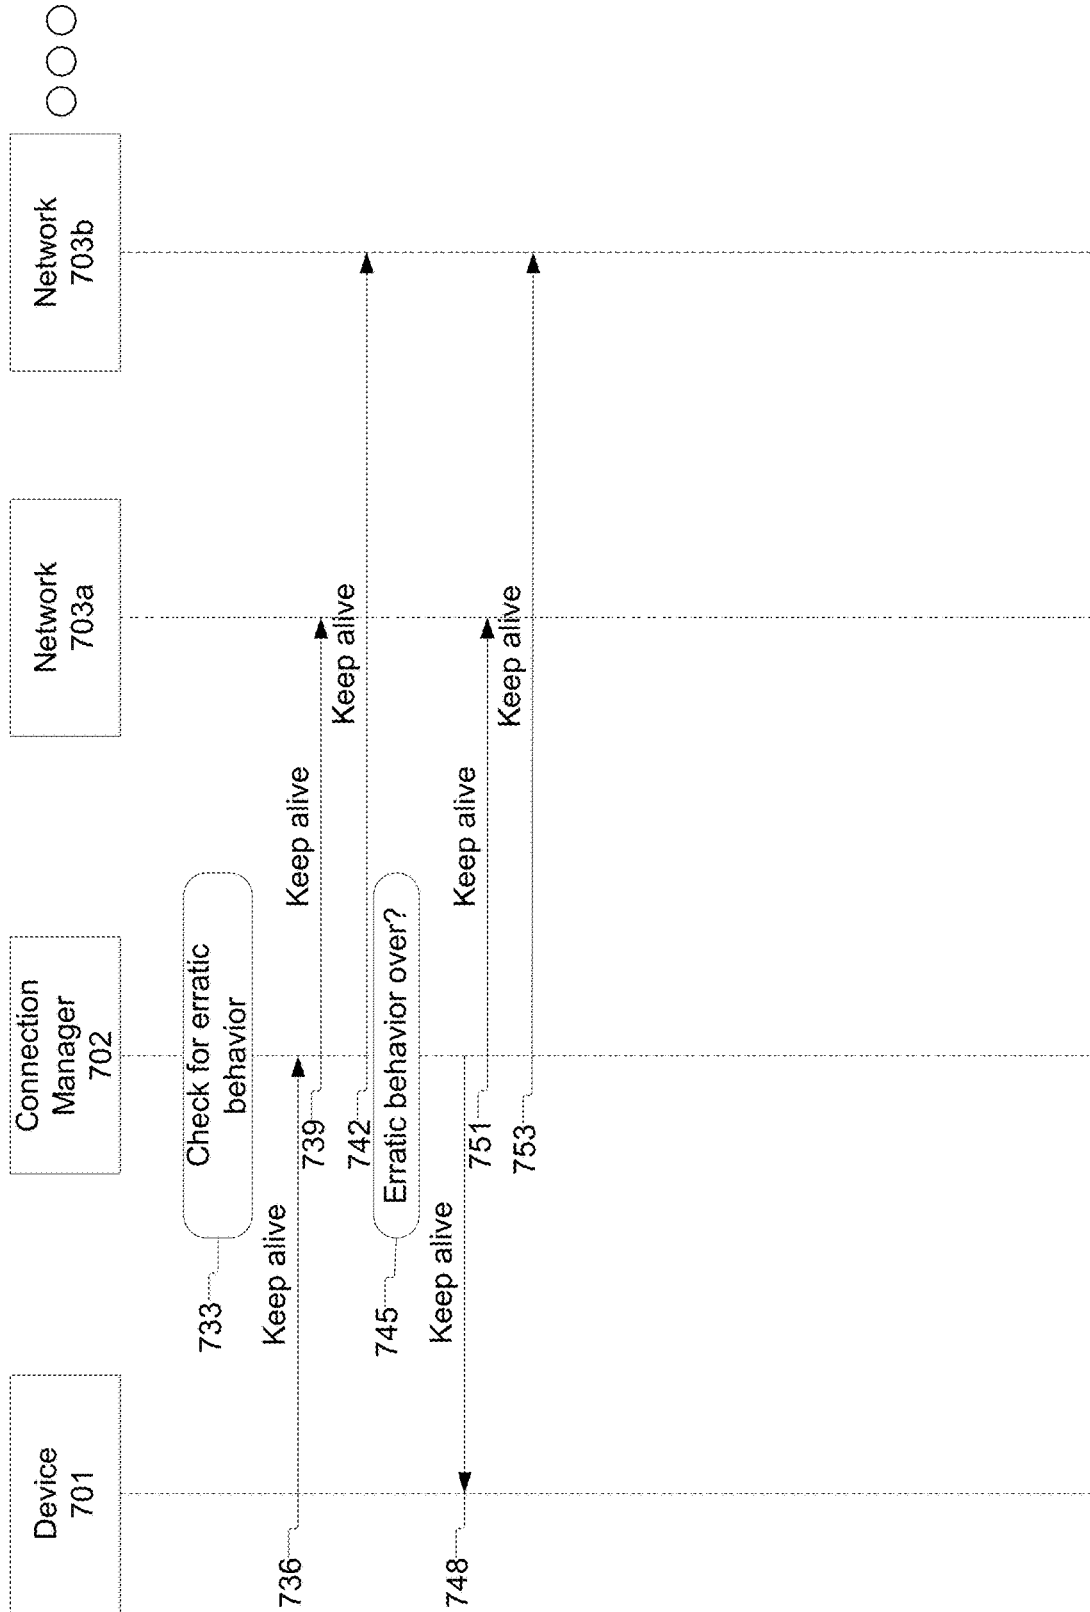 Device
701
Connection
Manager
702
Network
703a
Network
703b
733
Check for erratic
behavior
736
Keep alive
739
Keep alive
742
Keep alive
745
Erratic behavior over?
748
Keep alive
751
Keep alive
753
Keep alive